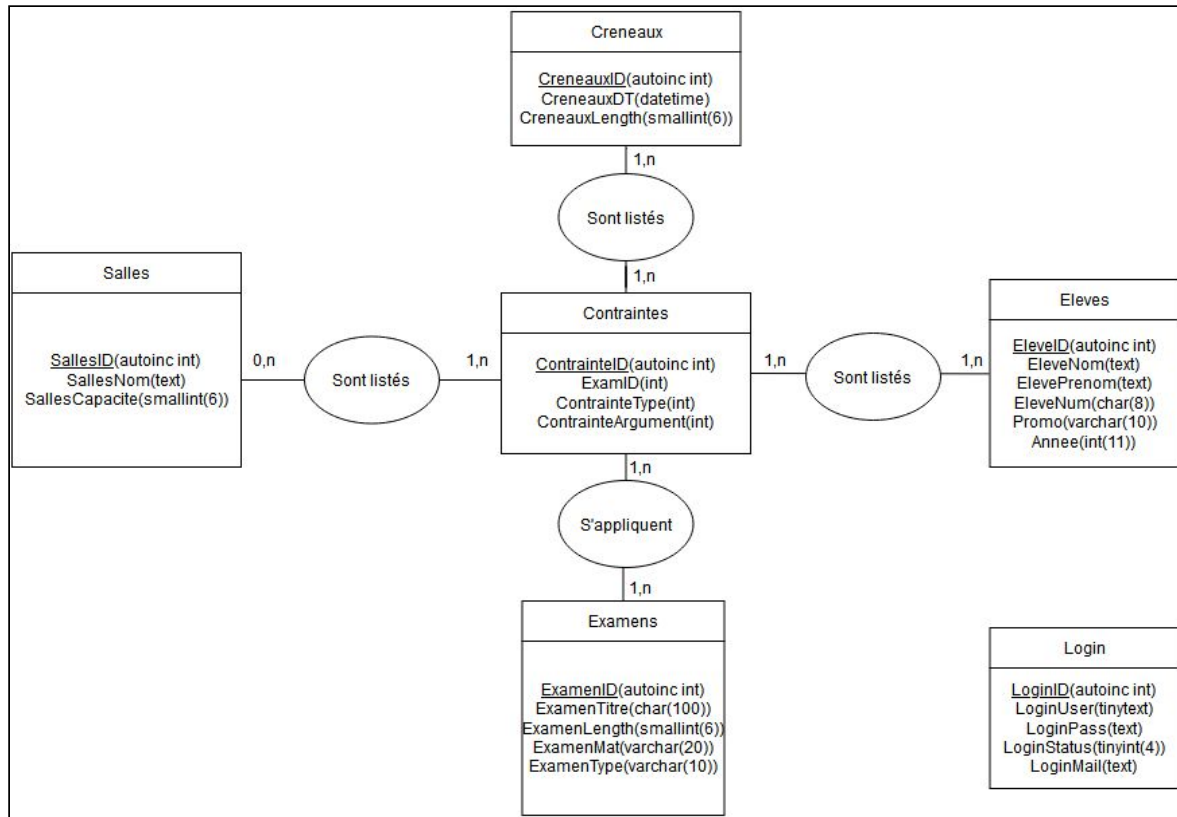 Creneaux
CreneauxID(autoinc int)
CreneauxDT(datetime)
CreneauxLength(smallint(6))
1,n
Sont listés
1,n
Salles
SallesID(autoinc int)
SallesNom(text)
SallesCapacite(smallint(6))
0,n
Sont listés
1,n
Contraintes
ContrainteID(autoinc int)
ExamID(int)
ContrainteType(int)
ContrainteArgument(int)
1,n
Sont listés
1,n
Eleves
EleveID(autoinc int)
EleveNom(text)
ElevePrenom(text)
EleveNum(char(8))
Promo(varchar(10))
Annee(int(11))
1,n
S'appliquent
1,n
Examens
ExamenID(autoinc int)
ExamenTitre(char(100))
ExamenLength(smallint(6))
ExamenMat(varchar(20))
ExamenType(varchar(10))
Login
LoginID(autoinc int)
LoginUser(tinytext)
LoginPass(text)
LoginStatus(tinyint(4))
LoginMail(text)